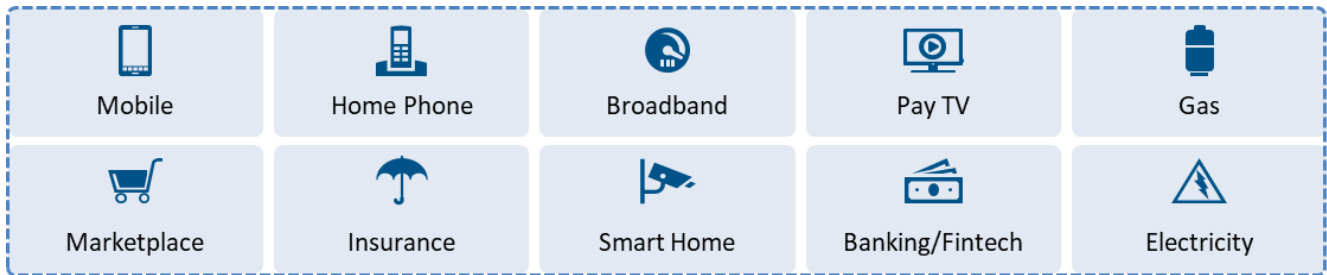 Mobile
Home Phone
Broadband
Pay TV
Gas
Marketplace
Insurance
Smart Home
Banking/Fintech
Electricity